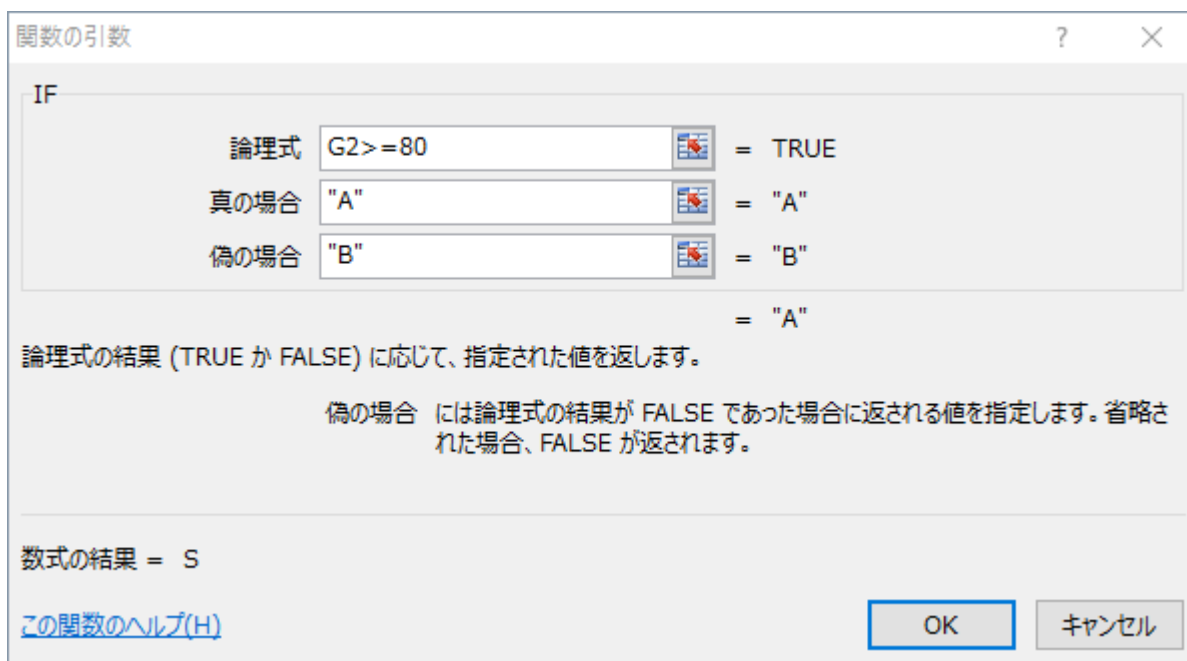 関数の引数 ? ×
IF
論理式 G2>=80 = TRUE
真の場合 "A" = "A"
偽の場合 "B" = "B"
= "A"
論理式の結果 (TRUE か FALSE) に応じて、指定された値を返します。
偽の場合 には論理式の結果が FALSE であった場合に返される値を指定します。省略さ
れた場合、FALSE が返されます。
数式の結果 = S
この関数のヘルプ(H) OK キャンセル